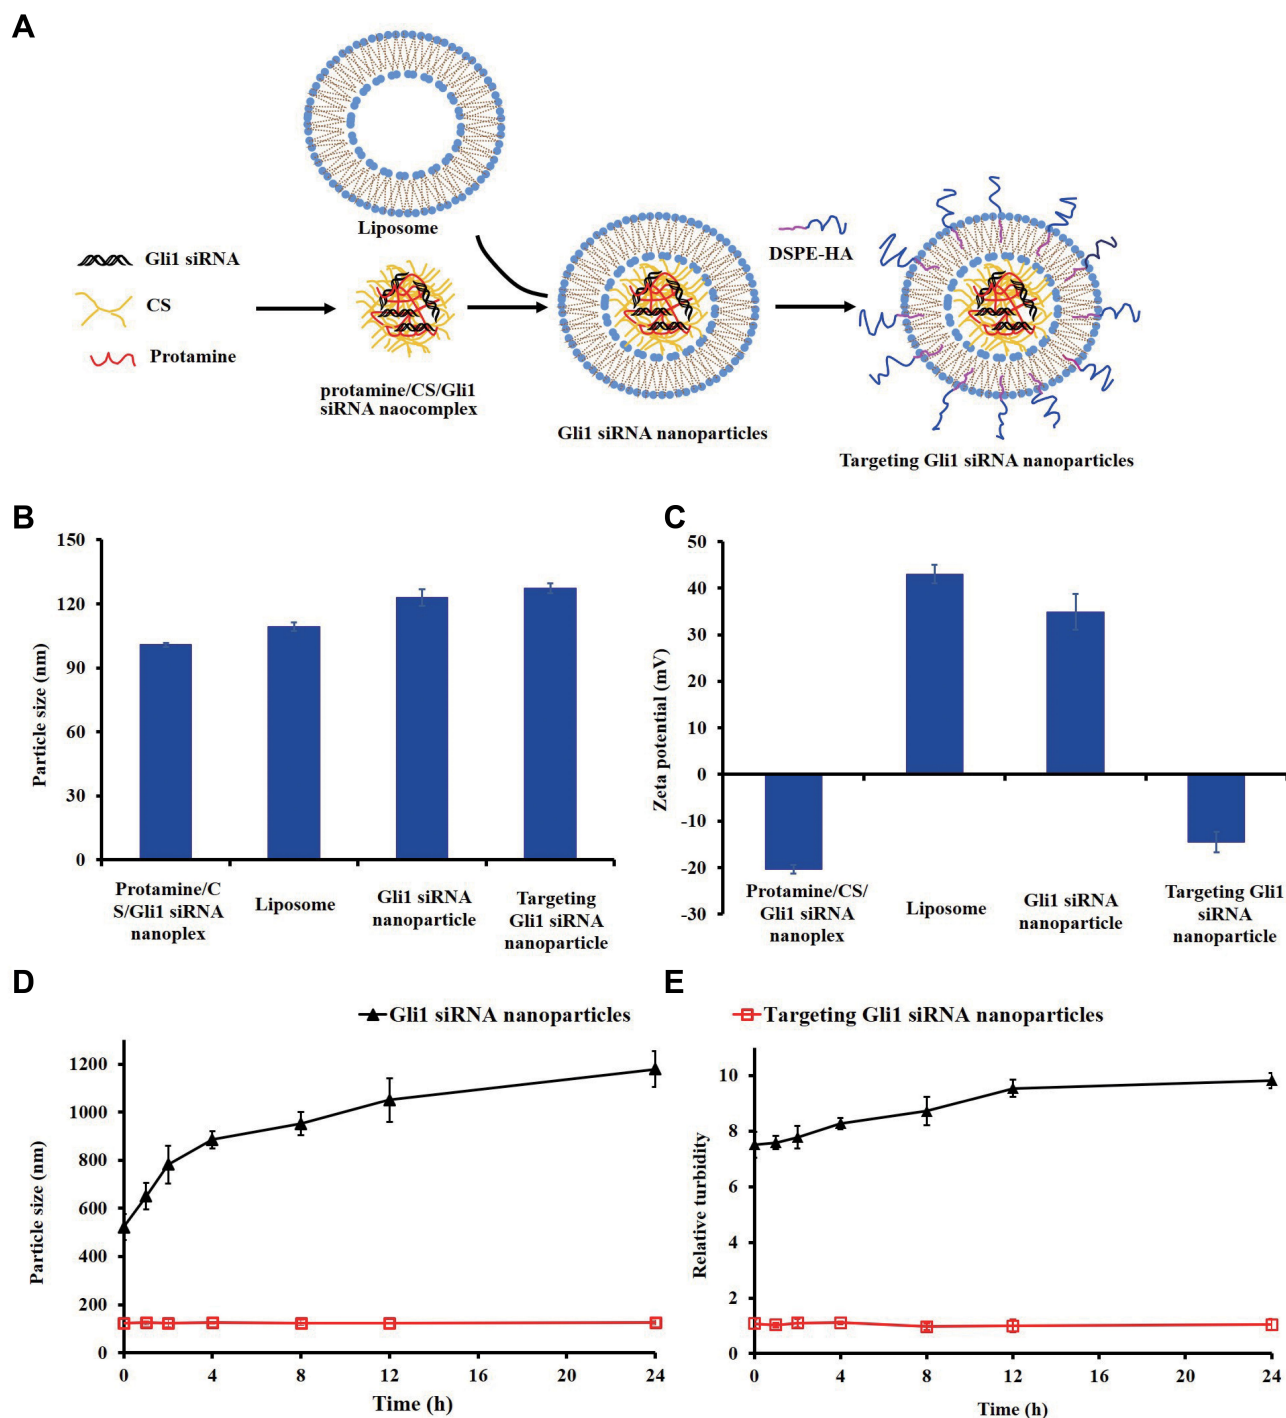 A
Liposome
Gli1 siRNA
CS
Protamine
protamine/CS/Gli1
siRNA naocomplex
Gli1 siRNA nanoparticles
DSPE-HA
Targeting Gli1 siRNA nanoparticles
B
150
120
90
60
30
0
Particle size (nm)
Protamine/C
S/Gli1 siRNA
nanoplex
Liposome
Gli1 siRNA
nanoparticle
Targeting
Gli1 siRNA
nanoparticle
C
50
40
30
20
10
0
-10
-20
-30
Zeta potential (mV)
Protamine/CS/
Gli1 siRNA
nanoplex
Liposome
Gli1 siRNA
nanoparticle
Targeting Gli1
siRNA
nanoparticle
D
Gli1 siRNA nanoparticles
1200
1000
800
600
400
200
0
Particle size (nm)
0 4 8 12 16 20 24
Time (h)
E
Targeting Gli1 siRNA nanoparticles
10
8
6
4
2
0
Relative turbidity
0 4 8 12 16 20 24
Time (h)